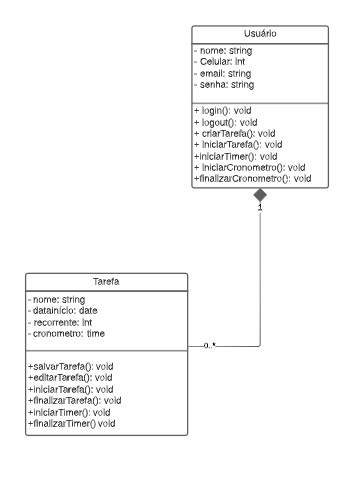 Usuário
- nome: string
- Celular: int
- email: string
- senha: string
+ login(): void
+ logout(): void
+ criarTarefa(): void
+ iniciarTarefa(): void
+iniciarTimer(): void
+ iniciarCronometro(): void
+finalizarCronometro(): void
1
Tarefa
- nome: string
- datainício: date
- recorrente: int
- cronometro: time
0..*
+salvarTarefa(): void
+editarTarefa(): void
+iniciarTarefa(): void
+finalizarTarefa(): void
+iniciarTimer(): void
+finalizarTimer() void